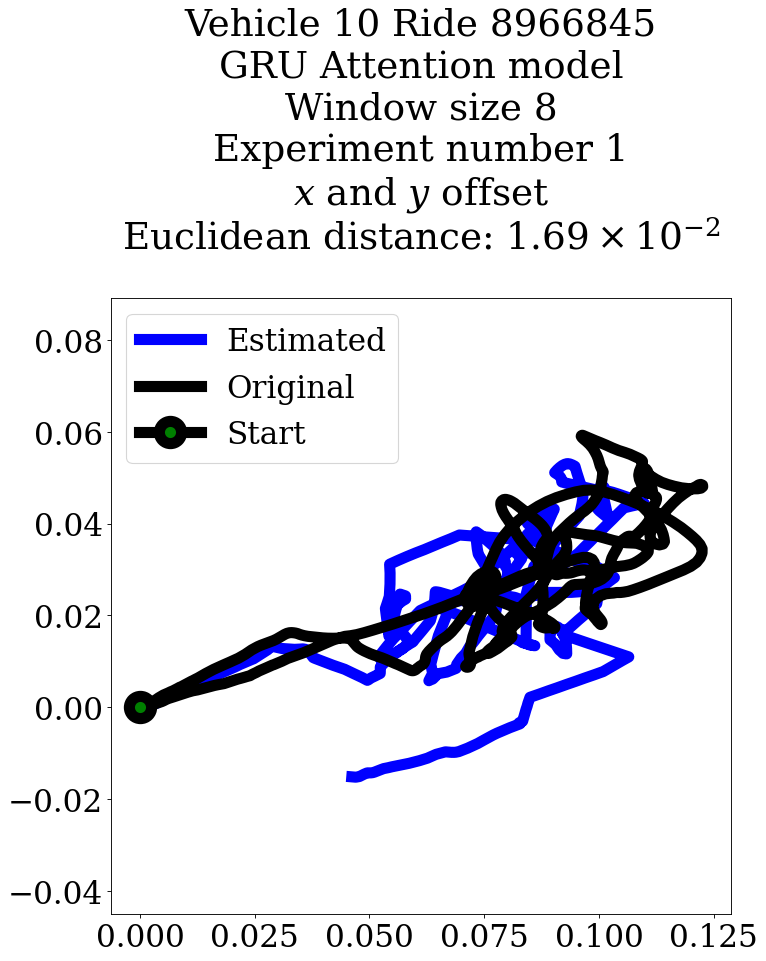 Vehicle 10 Ride 8966845
GRU Attention model
Window size 8
Experiment number 1
x and y offset
Euclidean distance: 1.69 × 10⁻²
Estimated
Original
Start
0.08
0.06
0.04
0.02
0.00
−0.02
−0.04
0.000 0.025 0.050 0.075 0.100 0.125